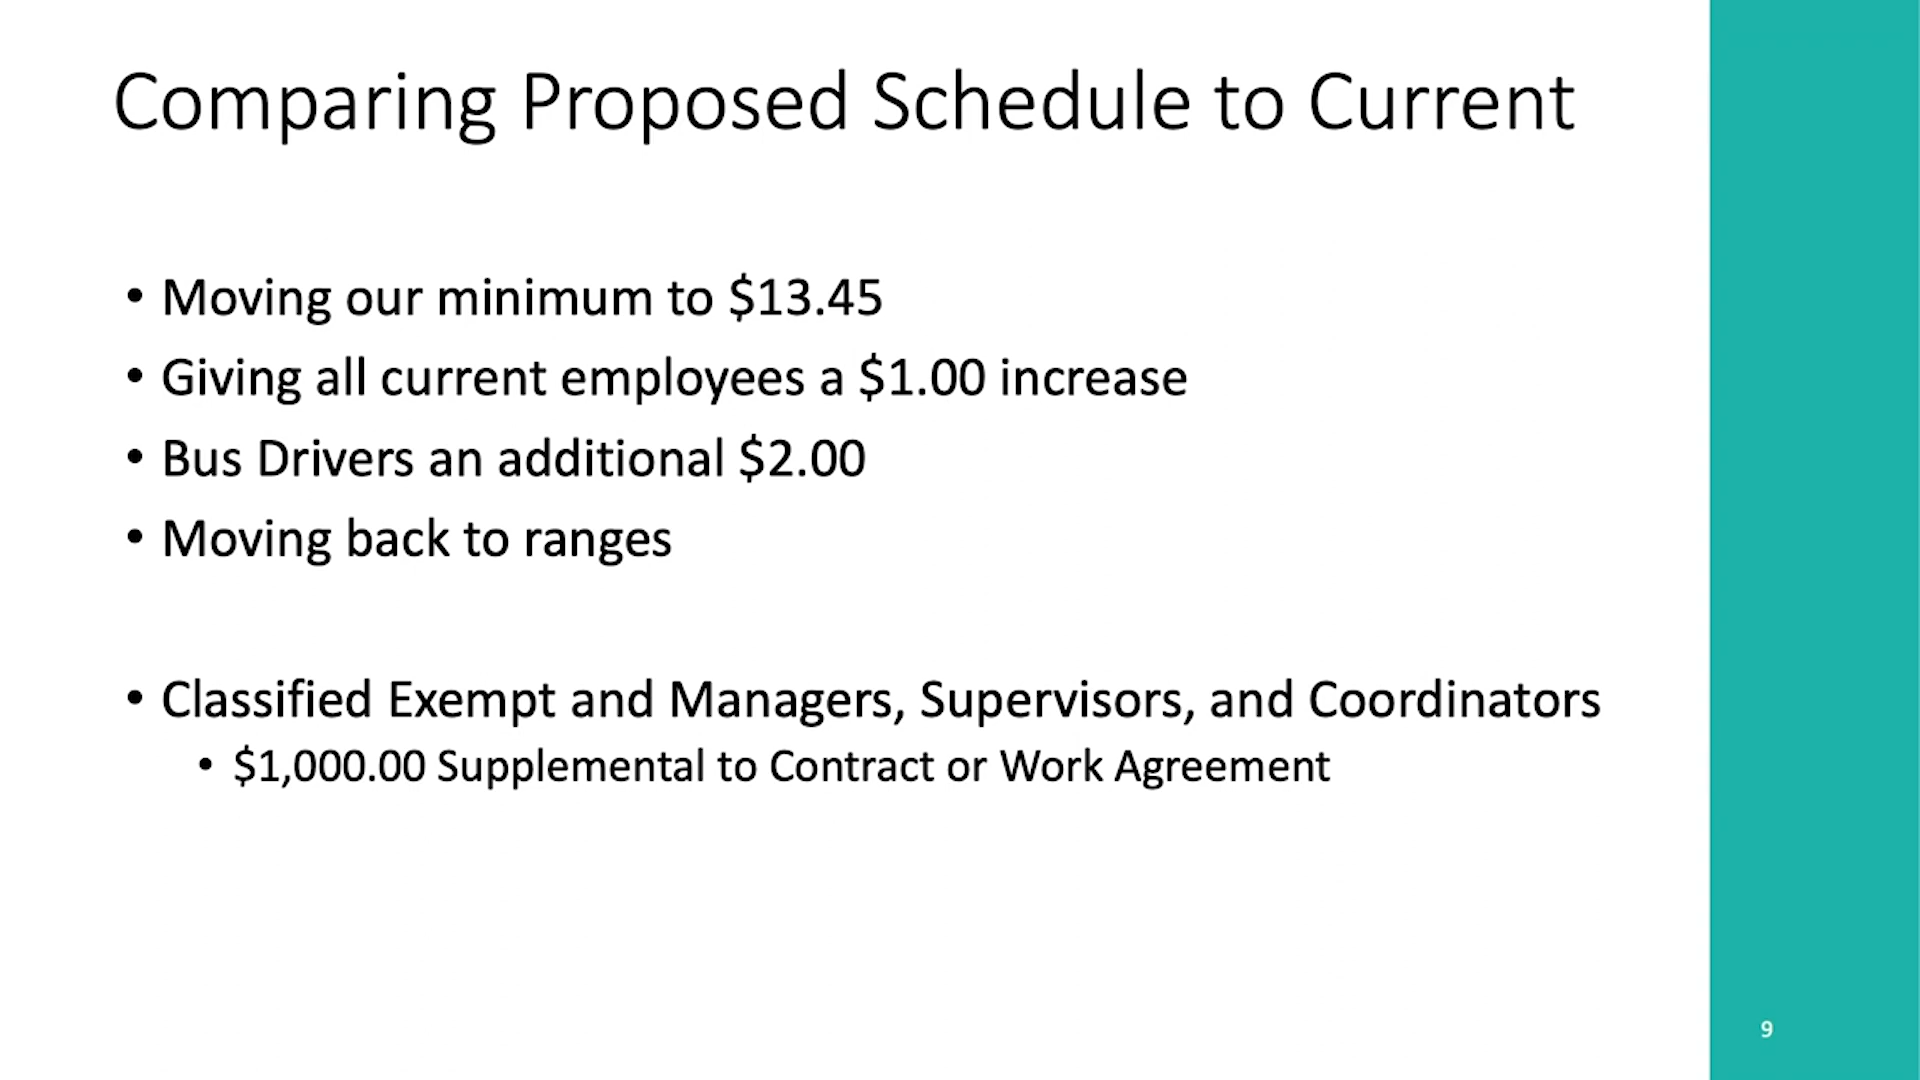 Comparing Proposed Schedule to Current
• Moving our minimum to $13.45
• Giving all current employees a $1.00 increase
• Bus Drivers an additional $2.00
• Moving back to ranges
• Classified Exempt and Managers, Supervisors, and Coordinators
• $1,000.00 Supplemental to Contract or Work Agreement
9